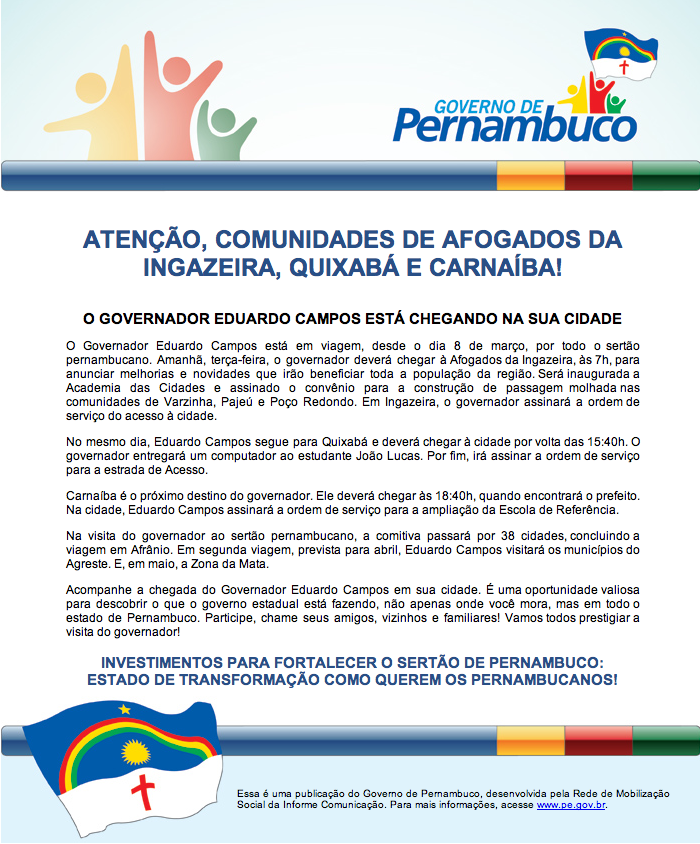 GOVERNO DE
Pernambuco
ATENÇÃO, COMUNIDADES DE AFOGADOS DA
INGAZEIRA, QUIXABÁ E CARNAÍBA!
O GOVERNADOR EDUARDO CAMPOS ESTÁ CHEGANDO NA SUA CIDADE
O Governador Eduardo Campos está em viagem, desde o dia 8 de março, por todo o sertão
pernambucano. Amanhã, terça-feira, o governador deverá chegar à Afogados da Ingazeira, às 7h, para
anunciar melhorias e novidades que irão beneficiar toda a população da região. Será inaugurada a
Academia das Cidades e assinado o convênio para a construção de passagem molhada nas
comunidades de Varzinha, Pajeú e Poço Redondo. Em Ingazeira, o governador assinará a ordem de
serviço do acesso à cidade.
No mesmo dia, Eduardo Campos segue para Quixabá e deverá chegar à cidade por volta das 15:40h. O
governador entregará um computador ao estudante João Lucas. Por fim, irá assinar a ordem de serviço
para a estrada de Acesso.
Carnaíba é o próximo destino do governador. Ele deverá chegar às 18:40h, quando encontrará o prefeito.
Na cidade, Eduardo Campos assinará a ordem de serviço para a ampliação da Escola de Referência.
Na visita do governador ao sertão pernambucano, a comitiva passará por 38 cidades, concluindo a
viagem em Afrânio. Em segunda viagem, prevista para abril, Eduardo Campos visitará os municípios do
Agreste. E, em maio, a Zona da Mata.
Acompanhe a chegada do Governador Eduardo Campos em sua cidade. É uma oportunidade valiosa
para descobrir o que o governo estadual está fazendo, não apenas onde você mora, mas em todo o
estado de Pernambuco. Participe, chame seus amigos, vizinhos e familiares! Vamos todos prestigiar a
visita do governador!
INVESTIMENTOS PARA FORTALECER O SERTÃO DE PERNAMBUCO:
ESTADO DE TRANSFORMAÇÃO COMO QUEREM OS PERNAMBUCANOS!
Essa é uma publicação do Governo de Pernambuco, desenvolvida pela Rede de Mobilização
Social da Informe Comunicação. Para mais informações, acesse www.pe.gov.br.